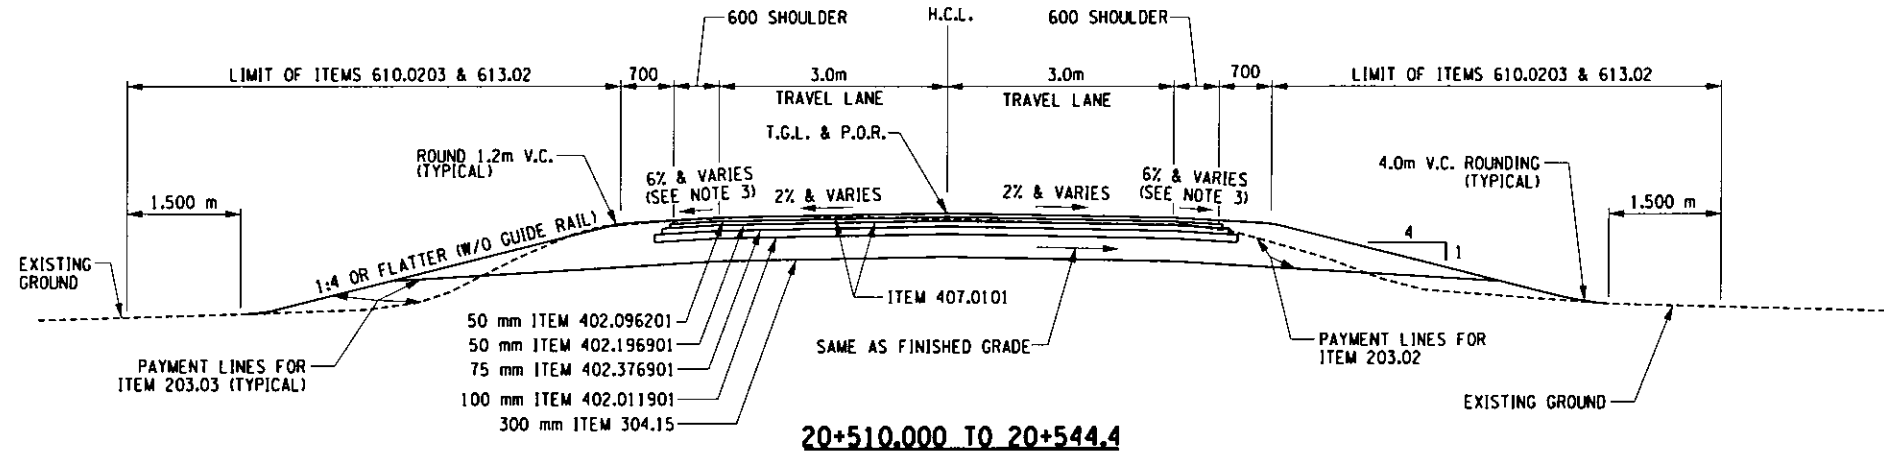 600 SHOULDER
H.C.L.
600 SHOULDER
LIMIT OF ITEMS 610.0203 & 613.02
700
3.0m
3.0m
700
LIMIT OF ITEMS 610.0203 & 613.02
TRAVEL LANE
TRAVEL LANE
T.G.L. & P.O.R.
ROUND 1.2m V.C.
(TYPICAL)
4.0m V.C. ROUNDING
(TYPICAL)
6% & VARIES
(SEE NOTE 3)
2% & VARIES
2% & VARIES
6% & VARIES
(SEE NOTE 3)
1.500 m
1.500 m
1:4 OR FLATTER (W/O GUIDE RAIL)
4
1
EXISTING
GROUND
ITEM 407.0101
50 mm ITEM 402.096201
50 mm ITEM 402.196901
75 mm ITEM 402.376901
100 mm ITEM 402.011901
300 mm ITEM 304.15
SAME AS FINISHED GRADE
PAYMENT LINES FOR
ITEM 203.02
PAYMENT LINES FOR
ITEM 203.03 (TYPICAL)
EXISTING GROUND
20+510.000 TO 20+544.4